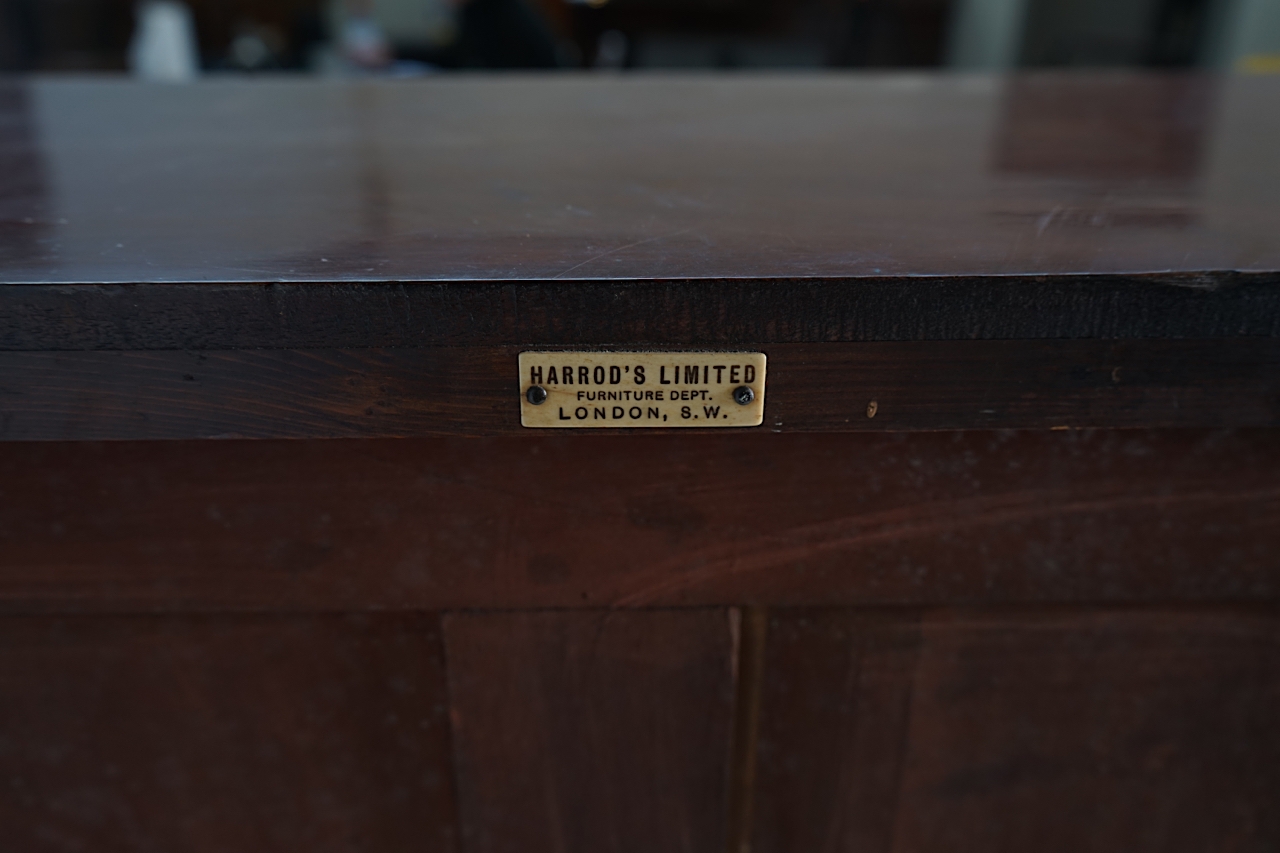 HARROD'S LIMITED
FURNITURE DEPT.
LONDON, S.W.